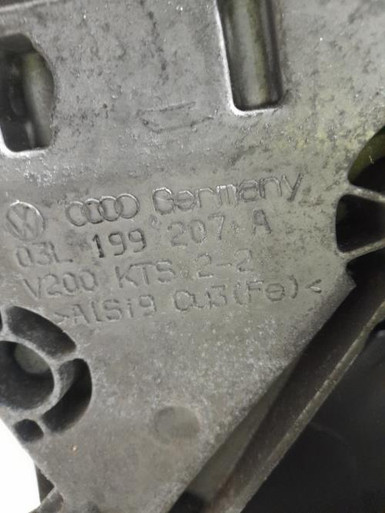 Germany
03L 199 207 A
V200 KTS 2-2
>AlSi9 Cu3(Fe)<